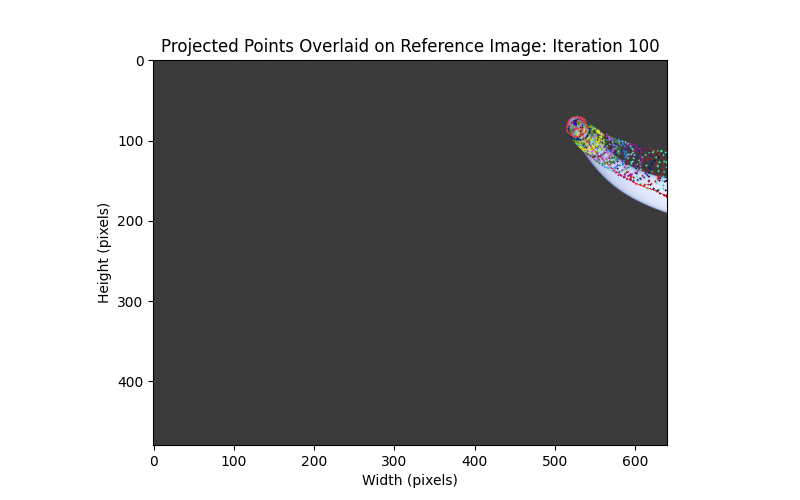 Projected Points Overlaid on Reference Image: Iteration 100
0
100
200
300
400
Height (pixels)
0 100 200 300 400 500 600
Width (pixels)